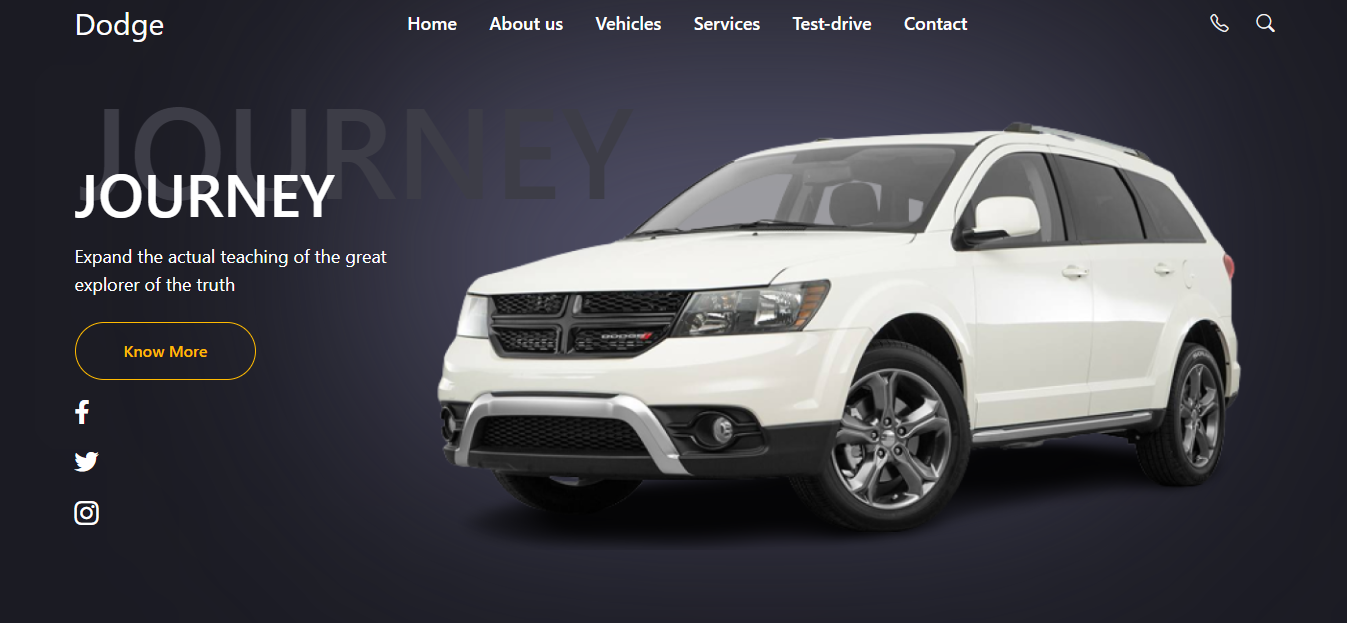 Dodge
Home About us Vehicles Services Test-drive Contact
JOURNEY
JOURNEY
Expand the actual teaching of the great
explorer of the truth
Know More
DODGE